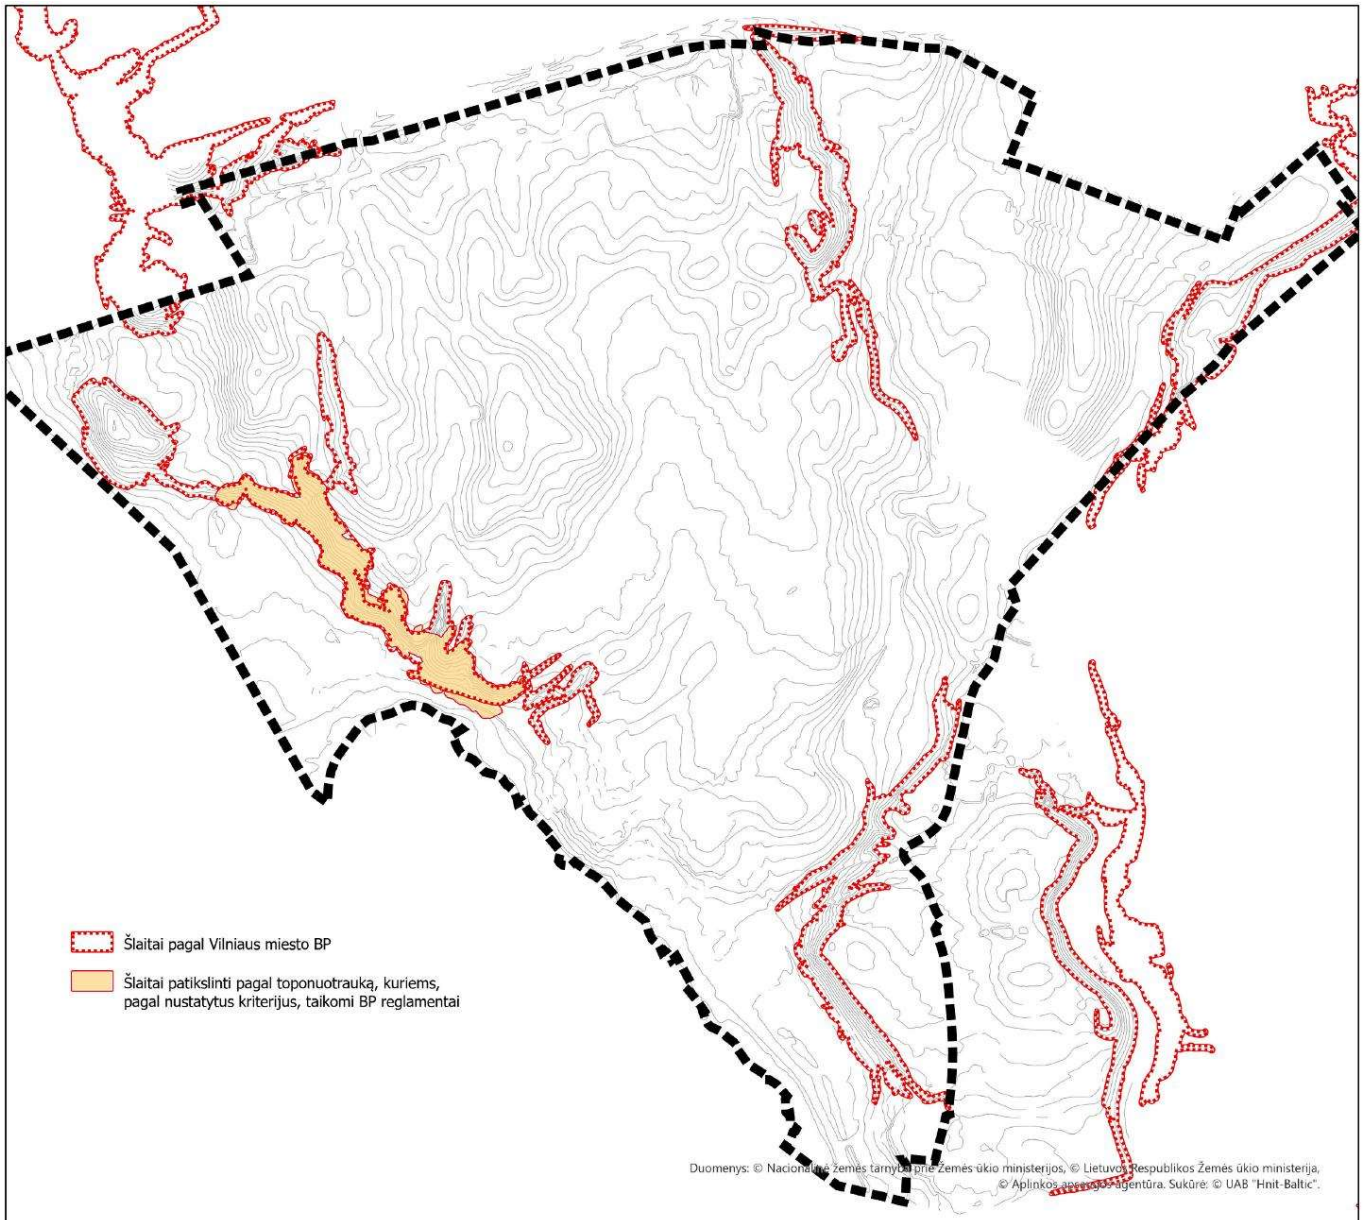 Šlaitai pagal Vilniaus miesto BP
Šlaitai patikslinti pagal toponuotrauką, kuriems,
pagal nustatytus kriterijus, taikomi BP reglamentai
Duomenys: © Nacionalinė žemės tarnyba prie Žemės ūkio ministerijos, © Lietuvos Respublikos Žemės ūkio ministerija,
© Aplinkos apsaugos agentūra. Sukūrė: © UAB "Hnit-Baltic".